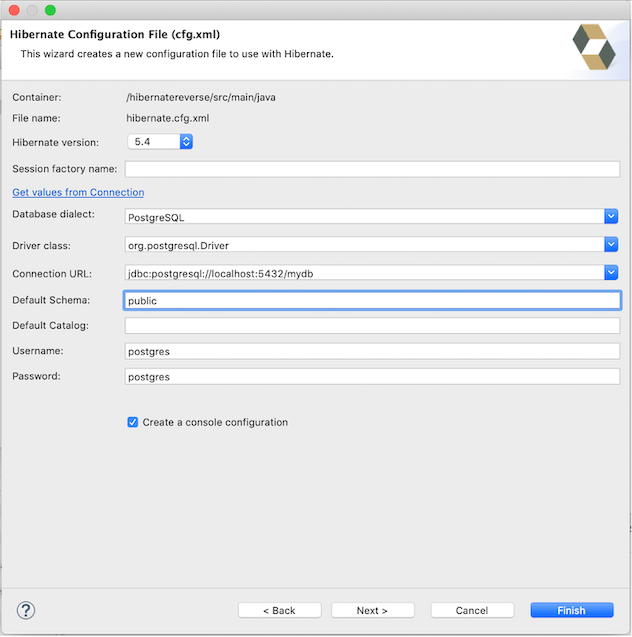 Hibernate Configuration File (cfg.xml)
This wizard creates a new configuration file to use with Hibernate.
Container: /hibernatereverse/src/main/java
File name: hibernate.cfg.xml
Hibernate version: 5.4
Session factory name:
Get values from Connection
Database dialect: PostgreSQL
Driver class: org.postgresql.Driver
Connection URL: jdbc:postgresql://localhost:5432/mydb
Default Schema: public
Default Catalog:
Username: postgres
Password: postgres
Create a console configuration
? < Back Next > Cancel Finish